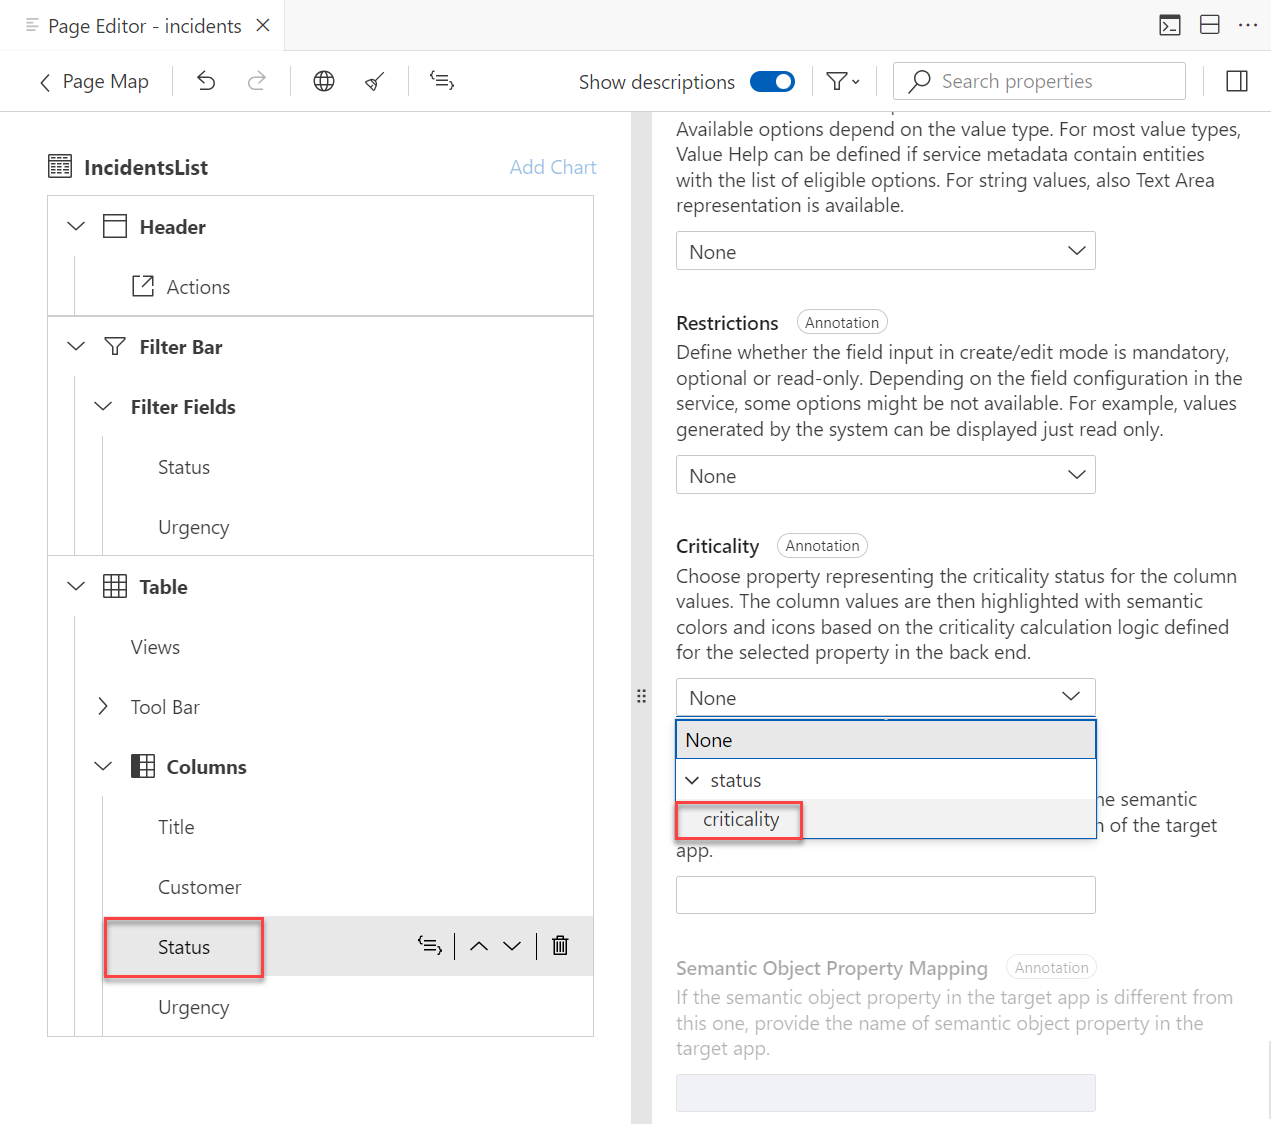 Page Editor - incidents
Page Map
Show descriptions
Search properties
IncidentsList
Add Chart
Header
Actions
Filter Bar
Filter Fields
Status
Urgency
Table
Views
Tool Bar
Columns
Title
Customer
Status
Urgency
Available options depend on the value type. For most value types,
Value Help can be defined if service metadata contain entities
with the list of eligible options. For string values, also Text Area
representation is available.
None
Restrictions Annotation
Define whether the field input in create/edit mode is mandatory,
optional or read-only. Depending on the field configuration in the
service, some options might be not available. For example, values
generated by the system can be displayed just read only.
None
Criticality Annotation
Choose property representing the criticality status for the column
values. The column values are then highlighted with semantic
colors and icons based on the criticality calculation logic defined
for the selected property in the back end.
None
None
status
criticality
semantic
of the target
app.
Semantic Object Property Mapping Annotation
If the semantic object property in the target app is different from
this one, provide the name of semantic object property in the
target app.